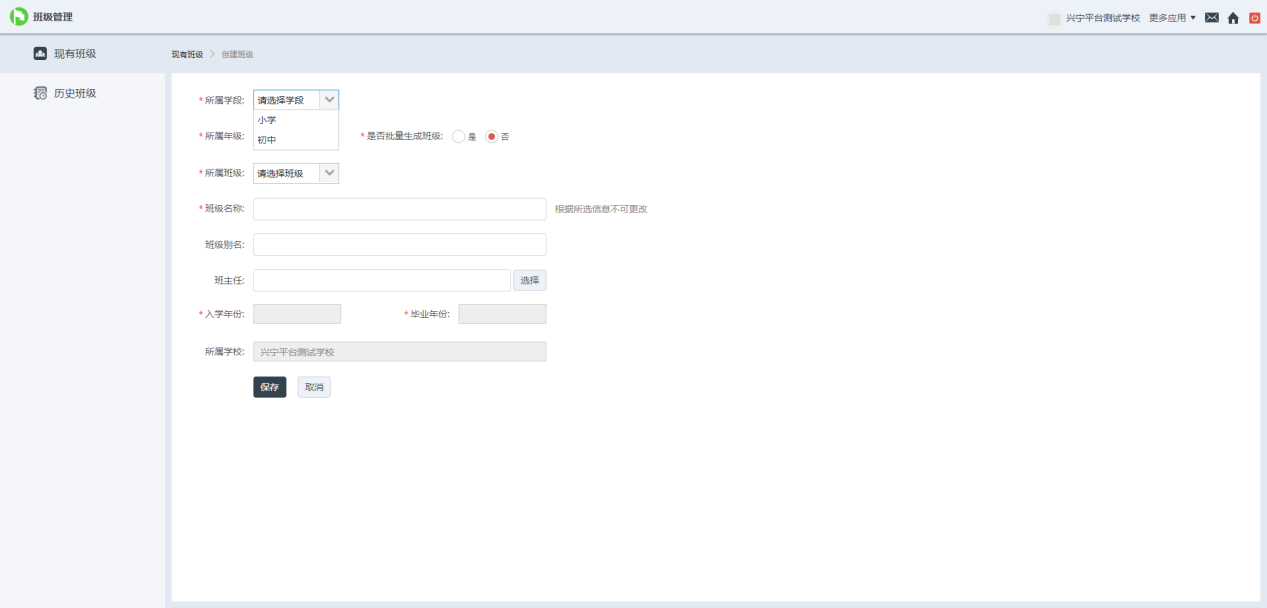 班级管理
兴宁平台测试学校 更多应用
现有班级
历史班级
现有班级 > 创建班级
* 所属学段: 请选择学段
小学
初中
* 所属年级:
* 是否批量生成班级: 是 否
* 所属班级: 请选择班级
* 班级名称: 根据所选信息不可更改
班级别名:
班主任: 选择
* 入学年份: * 毕业年份:
所属学校: 兴宁平台测试学校
保存 取消